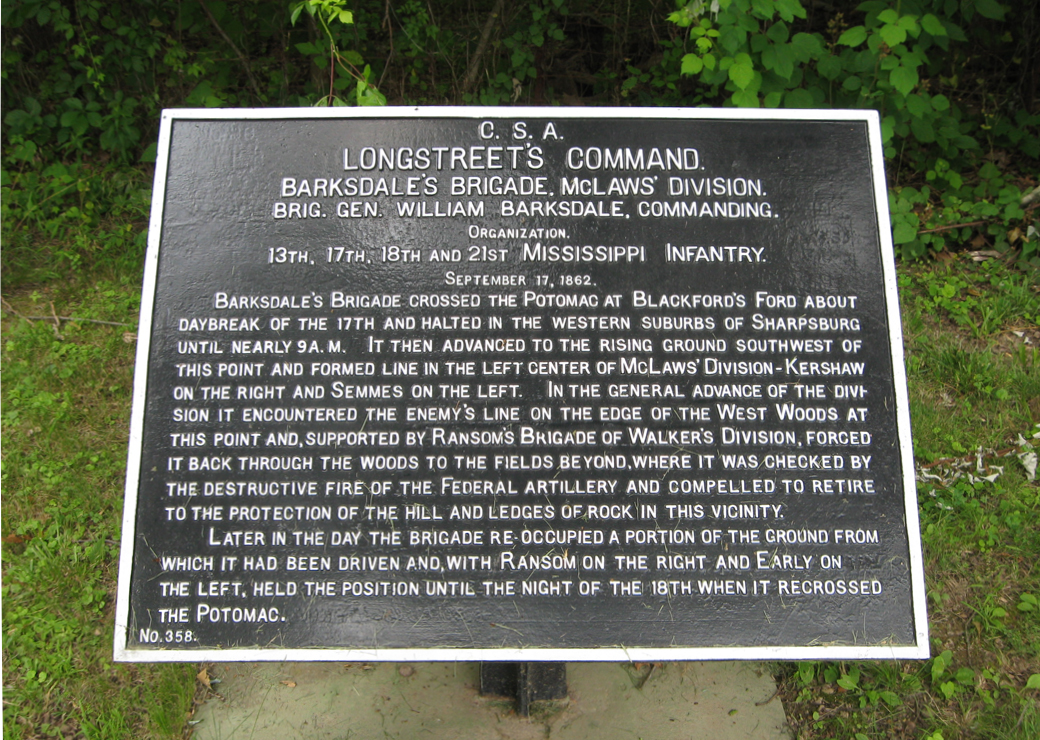 C. S. A.
LONGSTREET'S COMMAND.
BARKSDALE'S BRIGADE, MCLAWS' DIVISION.
BRIG. GEN. WILLIAM BARKSDALE, COMMANDING.
ORGANIZATION.
13TH, 17TH, 18TH AND 21ST MISSISSIPPI INFANTRY.
SEPTEMBER 17, 1862.
BARKSDALE'S BRIGADE CROSSED THE POTOMAC AT BLACKFORD'S FORD ABOUT
DAYBREAK OF THE 17TH AND HALTED IN THE WESTERN SUBURBS OF SHARPSBURG
UNTIL NEARLY 9 A.M. IT THEN ADVANCED TO THE RISING GROUND SOUTHWEST OF
THIS POINT AND FORMED LINE IN THE LEFT CENTER OF MCLAWS' DIVISION-KERSHAW
ON THE RIGHT AND SEMMES ON THE LEFT. IN THE GENERAL ADVANCE OF THE DIVI-
SION IT ENCOUNTERED THE ENEMY'S LINE ON THE EDGE OF THE WEST WOODS AT
THIS POINT AND, SUPPORTED BY RANSOM'S BRIGADE OF WALKER'S DIVISION, FORCED
IT BACK THROUGH THE WOODS TO THE FIELDS BEYOND, WHERE IT WAS CHECKED BY
THE DESTRUCTIVE FIRE OF THE FEDERAL ARTILLERY AND COMPELLED TO RETIRE
TO THE PROTECTION OF THE HILL AND LEDGES OF ROCK IN THIS VICINITY.
LATER IN THE DAY THE BRIGADE RE-OCCUPIED A PORTION OF THE GROUND FROM
WHICH IT HAD BEEN DRIVEN AND, WITH RANSOM ON THE RIGHT AND EARLY ON
THE LEFT, HELD THE POSITION UNTIL THE NIGHT OF THE 18TH WHEN IT RECROSSED
THE POTOMAC.
NO. 358.